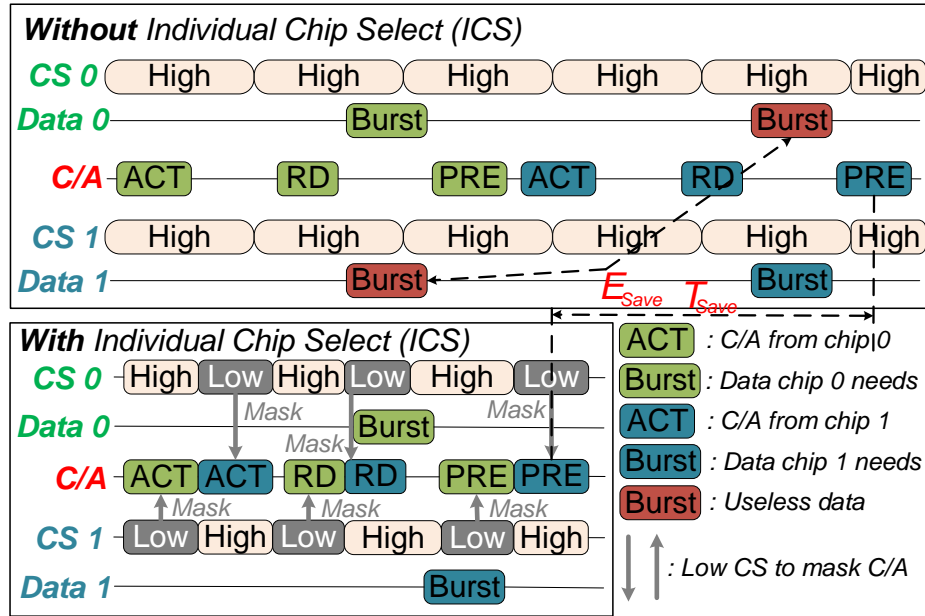 Without Individual Chip Select (ICS)
CS 0 High High High High High High
Data 0 Burst Burst
C/A ACT RD PRE ACT RD PRE
CS 1 High High High High High High
Data 1 Burst Burst
E_Save T_Save
With Individual Chip Select (ICS)
CS 0 High Low High Low High Low
Mask Mask
Data 0 Burst
Mask
C/A ACT ACT RD RD PRE PRE
Mask Mask Mask
CS 1 Low High Low High Low High
Data 1 Burst
ACT : C/A from chip 0
Burst : Data chip 0 needs
ACT : C/A from chip 1
Burst : Data chip 1 needs
Burst : Useless data
: Low CS to mask C/A